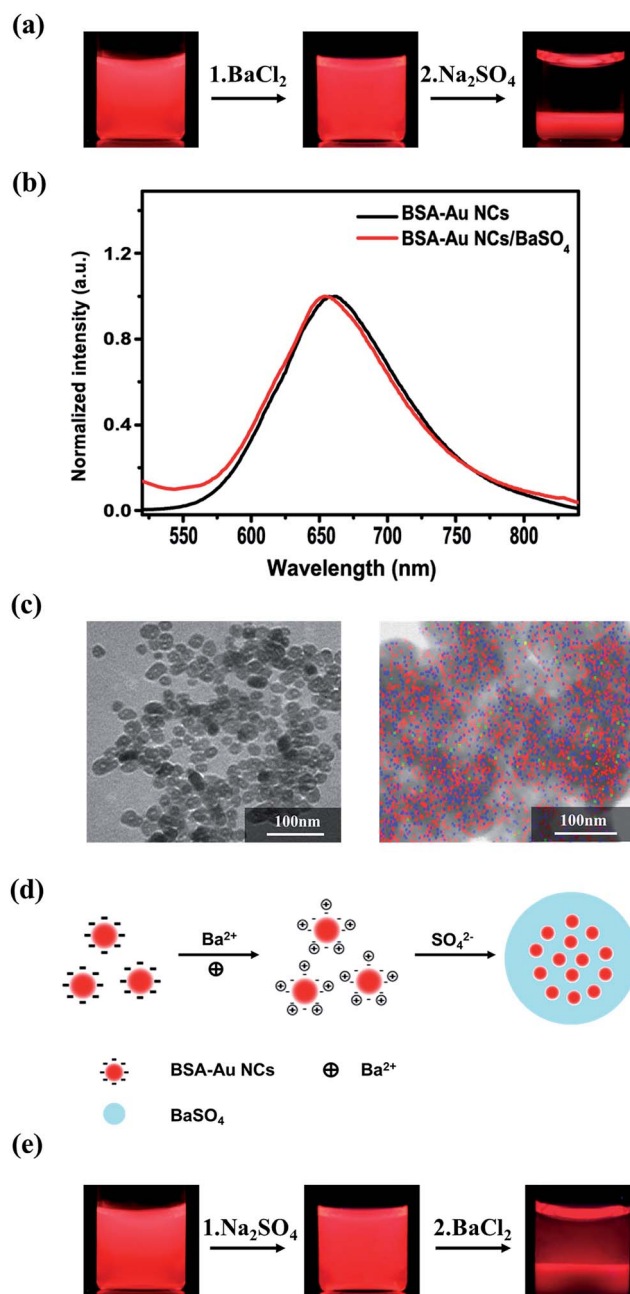 (a)
1.BaCl₂
2.Na₂SO₄
(b)
BSA-Au NCs
BSA-Au NCs/BaSO₄
Normalized intensity (a.u.)
1.2
0.8
0.4
0.0
550 600 650 700 750 800
Wavelength (nm)
(c)
100nm
100nm
(d)
Ba²⁺
⊕
SO₄²⁻
BSA-Au NCs
⊕ Ba²⁺
BaSO₄
(e)
1.Na₂SO₄
2.BaCl₂